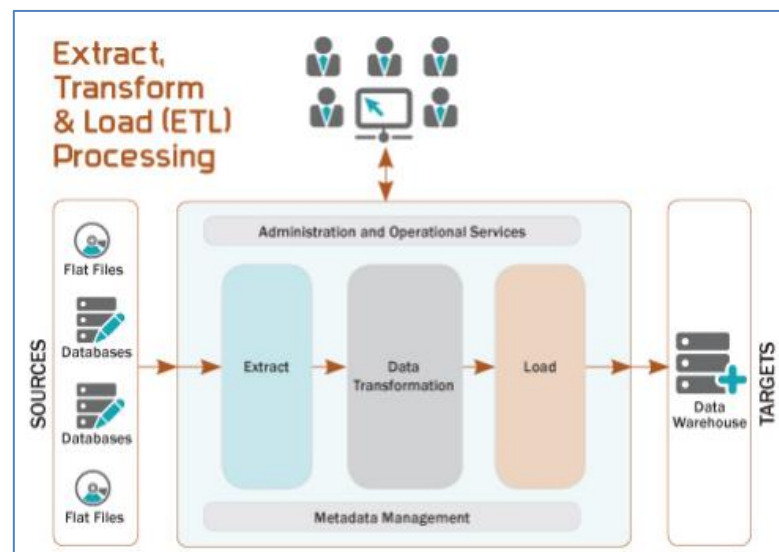 Extract,
Transform
& Load (ETL)
Processing
Administration and Operational Services
SOURCES
Flat Files
Databases
Databases
Flat Files
Extract
Data
Transformation
Load
Metadata Management
Data
Warehouse
TARGETS